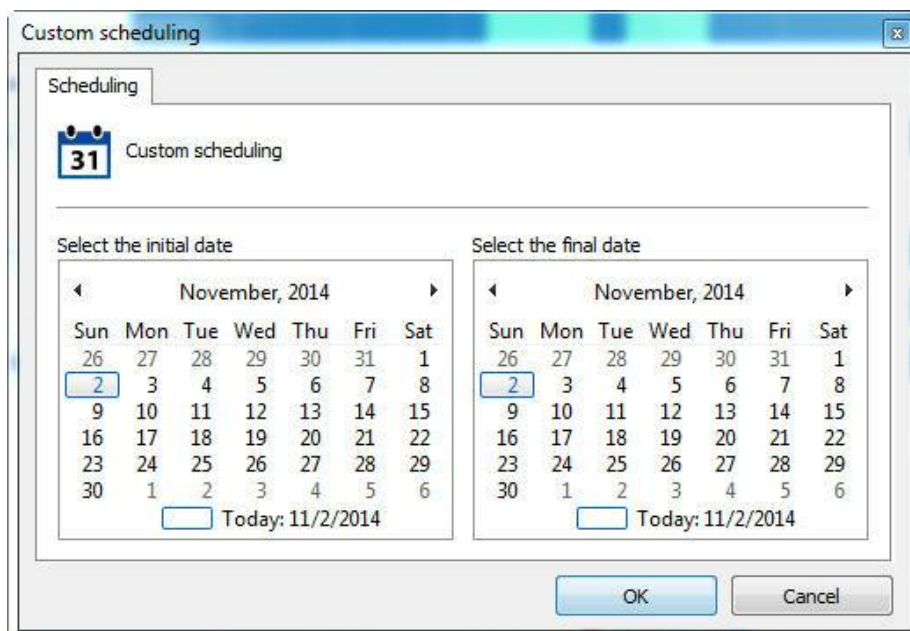 Custom scheduling
Scheduling
31 Custom scheduling
Select the initial date
November, 2014
Sun Mon Tue Wed Thu Fri Sat
26 27 28 29 30 31 1
2 3 4 5 6 7 8
9 10 11 12 13 14 15
16 17 18 19 20 21 22
23 24 25 26 27 28 29
30 1 2 3 4 5 6
Today: 11/2/2014
Select the final date
November, 2014
Sun Mon Tue Wed Thu Fri Sat
26 27 28 29 30 31 1
2 3 4 5 6 7 8
9 10 11 12 13 14 15
16 17 18 19 20 21 22
23 24 25 26 27 28 29
30 1 2 3 4 5 6
Today: 11/2/2014
OK Cancel